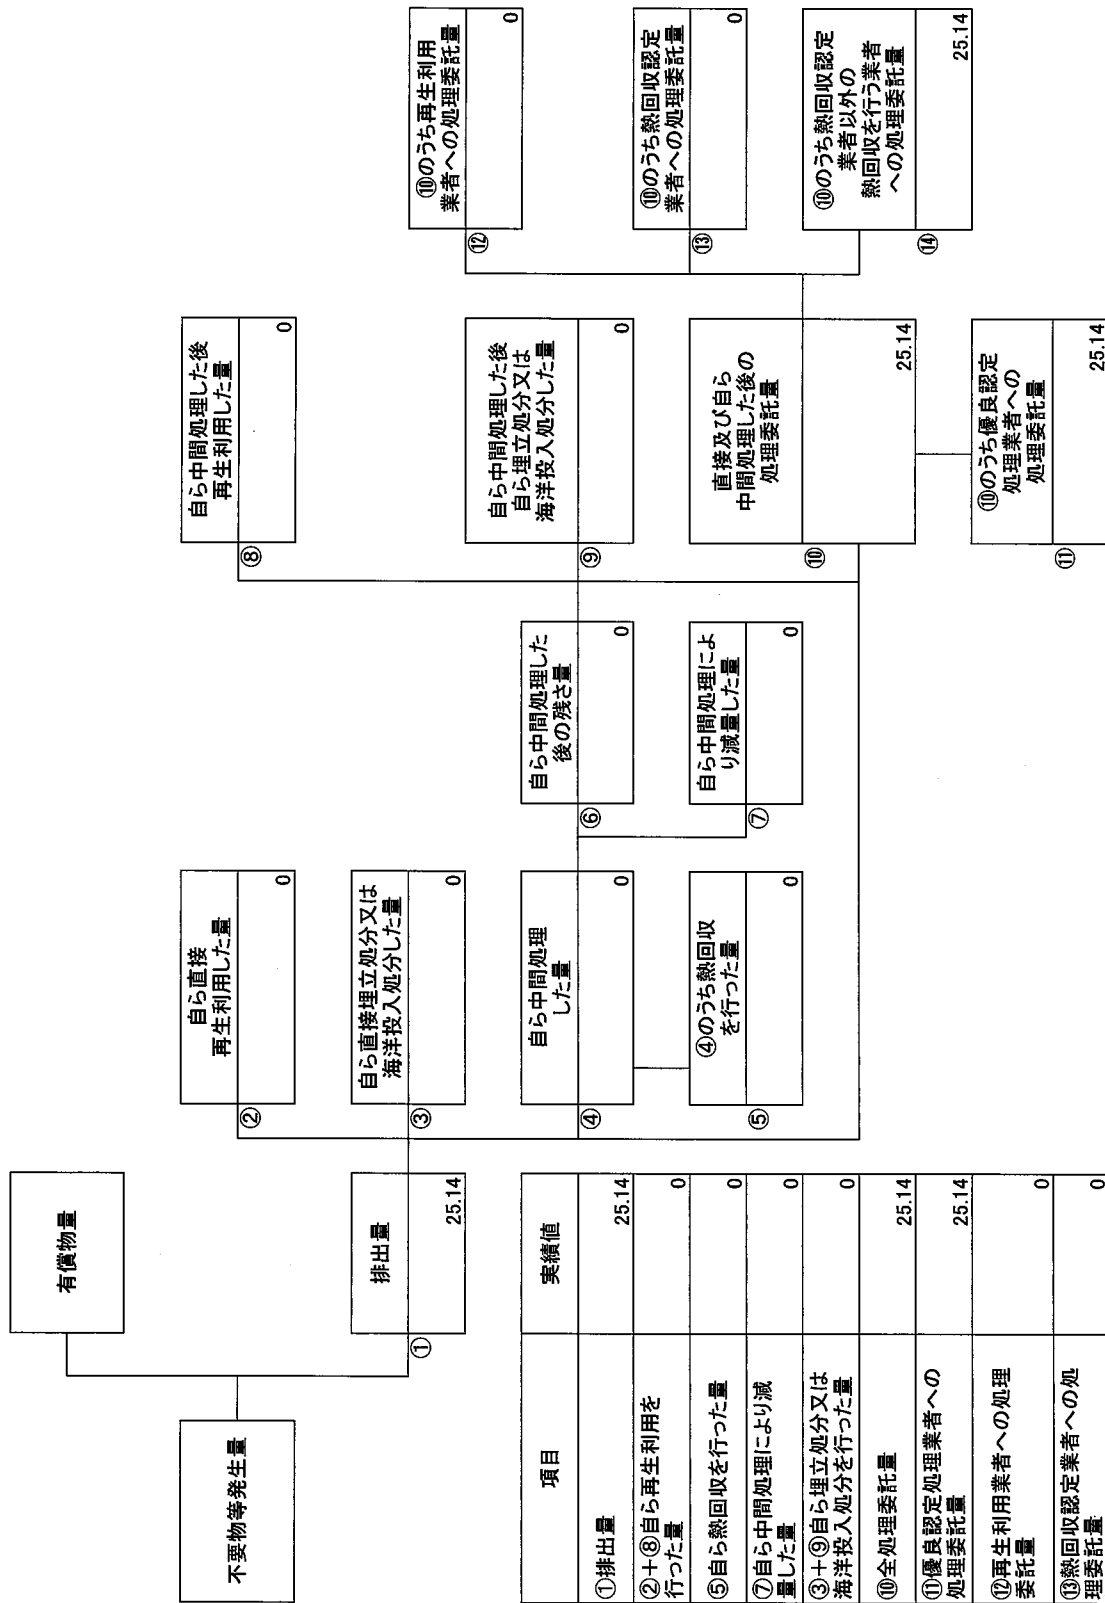 不要物等発生量
有償物量
排出量
①
25.14
自ら直接
再生利用した量
②
0
自ら直接埋立処分又は
海洋投入処分した量
③
0
自ら中間処理
した量
④
0
④のうち熱回収
を行った量
⑤
0
自ら中間処理した
後の残さ量
⑥
0
自ら中間処理によ
り減量した量
⑦
0
自ら中間処理した後
再生利用した量
⑧
0
自ら中間処理した後
自ら埋立処分又は
海洋投入処分した量
⑨
0
直接及び自ら
中間処理した後の
処理委託量
⑩
25.14
⑩のうち優良認定
処理業者への
処理委託量
⑪
25.14
⑩のうち再生利用
業者への処理委託量
⑫
0
⑩のうち熱回収認定
業者への処理委託量
⑬
0
⑩のうち熱回収認定
業者以外の
熱回収を行う業者
への処理委託量
⑭
25.14
項目
実績値
①排出量
25.14
②+⑧自ら再生利用を
行った量
0
⑤自ら熱回収を行った量
0
⑦自ら中間処理により減
量した量
0
③+⑨自ら埋立処分又は
海洋投入処分を行った量
0
⑩全処理委託量
25.14
⑪優良認定処理業者への
処理委託量
25.14
⑫再生利用業者への処理
委託量
0
⑬熱回収認定業者への処
理委託量
0